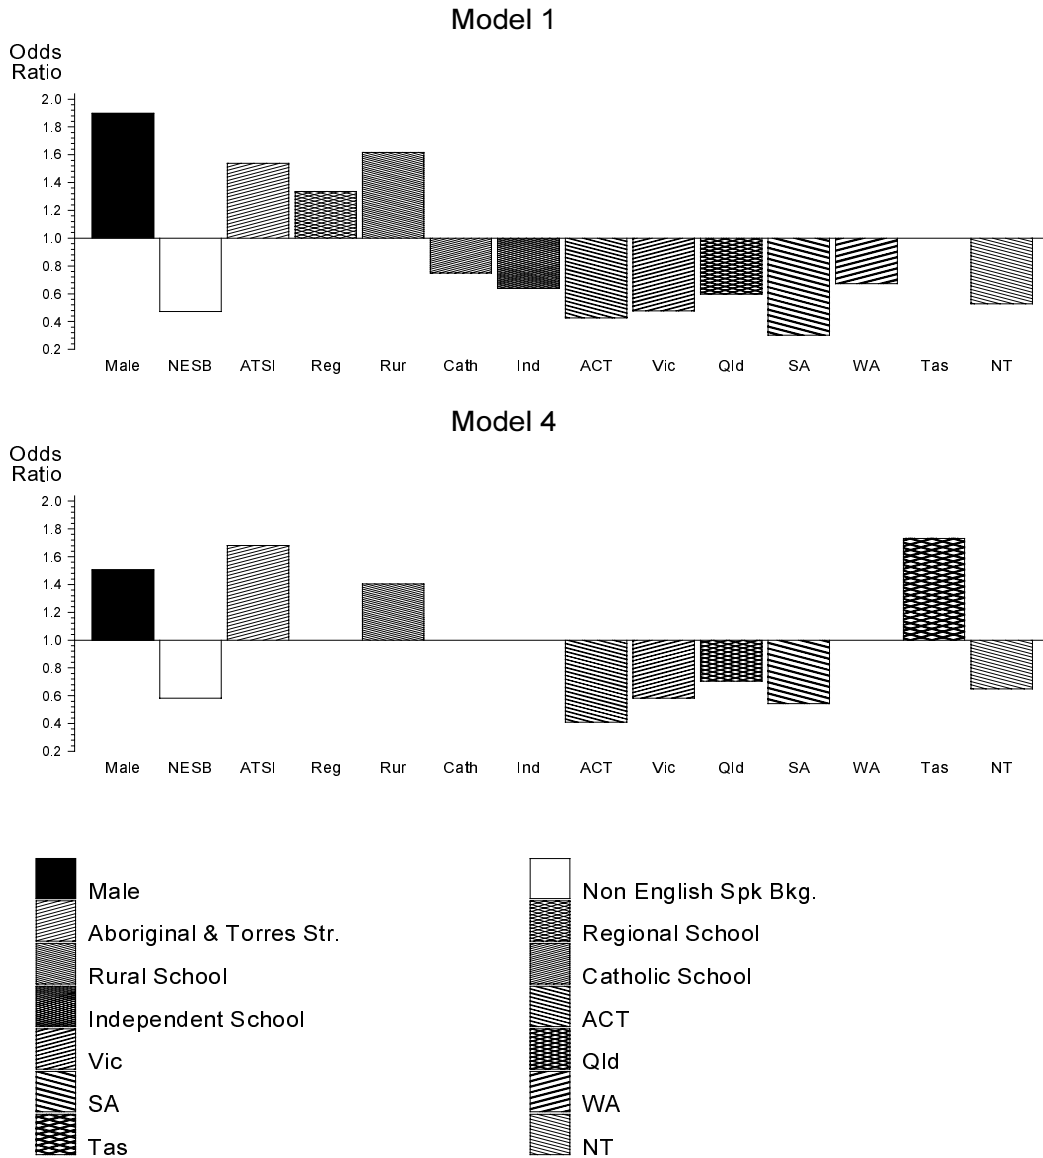 Model 1
Odds
Ratio
2.0
1.8
1.6
1.4
1.2
1.0
0.8
0.6
0.4
0.2
Male NESB ATSI Reg Rur Cath Ind ACT Vic Qld SA WA Tas NT
Model 4
Odds
Ratio
2.0
1.8
1.6
1.4
1.2
1.0
0.8
0.6
0.4
0.2
Male NESB ATSI Reg Rur Cath Ind ACT Vic Qld SA WA Tas NT
Male
Aboriginal & Torres Str.
Rural School
Independent School
Vic
SA
Tas
Non English Spk Bkg.
Regional School
Catholic School
ACT
Qld
WA
NT